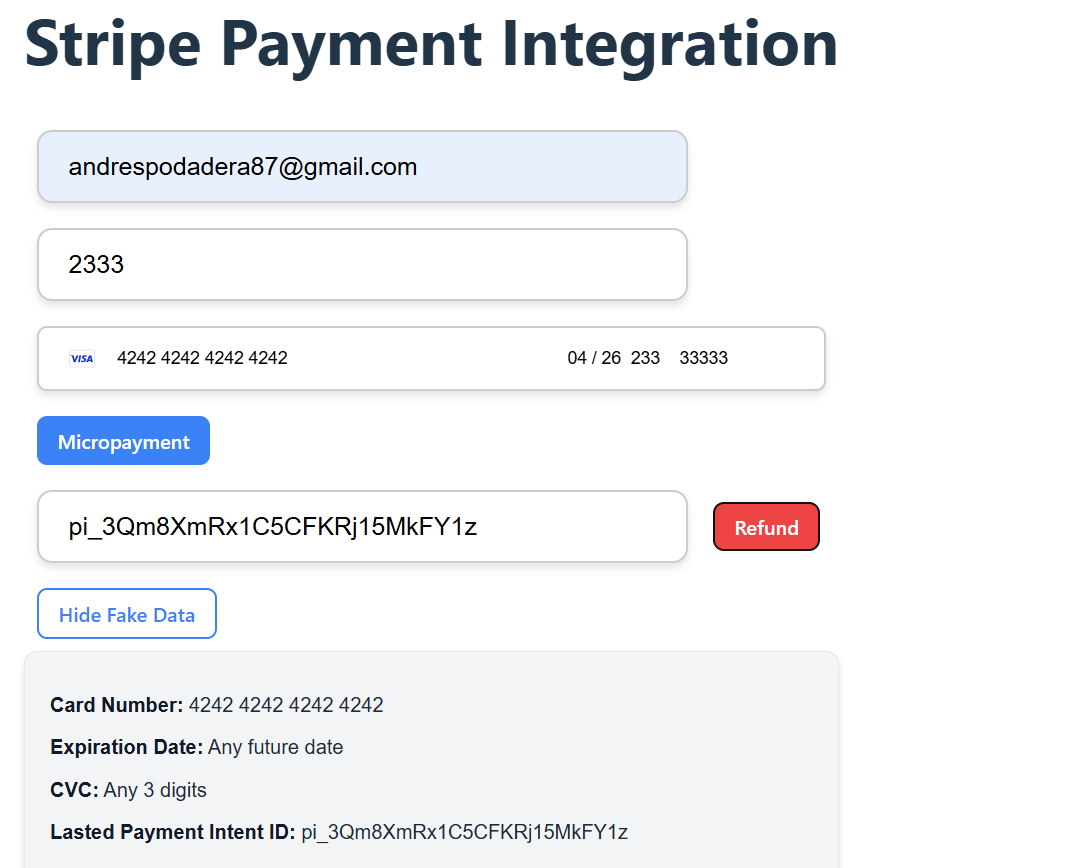 Stripe Payment Integration
andrespodadera87@gmail.com
2333
VISA 4242 4242 4242 4242 04 / 26 233 33333
Micropayment
pi_3Qm8XmRx1C5CFKRj15MkFY1z Refund
Hide Fake Data
Card Number: 4242 4242 4242 4242
Expiration Date: Any future date
CVC: Any 3 digits
Lasted Payment Intent ID: pi_3Qm8XmRx1C5CFKRj15MkFY1z